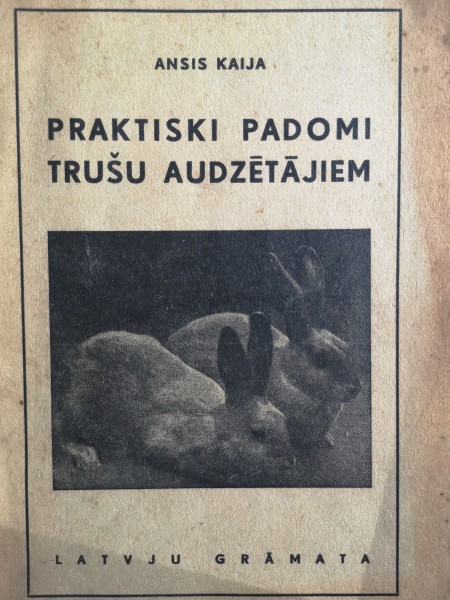 ANSIS KAIJA
PRAKTISKI PADOMI
TRUŠU AUDZĒTĀJIEM
LATVJU GRĀMATA